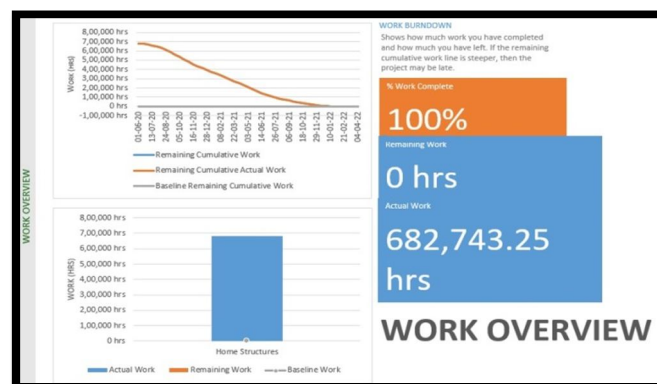 WORK OVERVIEW
8,00,000 hrs
7,00,000 hrs
6,00,000 hrs
5,00,000 hrs
4,00,000 hrs
3,00,000 hrs
2,00,000 hrs
1,00,000 hrs
0 hrs
-1,00,000 hrs
WORK (HRS)
01-06-20
13-07-20
24-08-20
05-10-20
16-11-20
28-12-20
08-02-21
22-03-21
03-05-21
14-06-21
26-07-21
06-09-21
18-10-21
29-11-21
10-01-22
21-02-22
04-04-22
Remaining Cumulative Work
Remaining Cumulative Actual Work
Baseline Remaining Cumulative Work
WORK BURNDOWN
Shows how much work you have completed
and how much you have left. If the remaining
cumulative work line is steeper, then the
project may be late.
% Work Complete
100%
Remaining Work
0 hrs
Actual Work
682,743.25
hrs
8,00,000 hrs
7,00,000 hrs
6,00,000 hrs
5,00,000 hrs
4,00,000 hrs
3,00,000 hrs
2,00,000 hrs
1,00,000 hrs
0 hrs
WORK (HRS)
Home Structures
Actual Work
Remaining Work
Baseline Work
WORK OVERVIEW